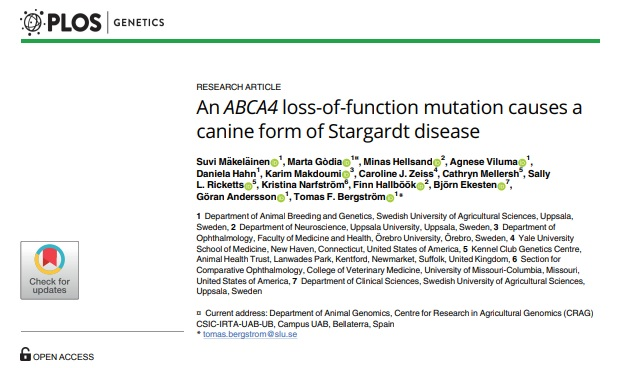 PLOS | GENETICS
RESEARCH ARTICLE
An ABCA4 loss-of-function mutation causes a
canine form of Stargardt disease
Suvi Mäkeläinen1, Marta Gòdia1¤, Minas Hellsand2, Agnese Viluma1,
Daniela Hahn1, Karim Makdoumi3, Caroline J. Zeiss4, Cathryn Mellersh5, Sally
L. Ricketts5, Kristina Narfström6, Finn Hallböök2, Björn Ekesten7,
Göran Andersson1, Tomas F. Bergström1*
1 Department of Animal Breeding and Genetics, Swedish University of Agricultural Sciences, Uppsala,
Sweden, 2 Department of Neuroscience, Uppsala University, Uppsala, Sweden, 3 Department of
Ophthalmology, Faculty of Medicine and Health, Örebro University, Örebro, Sweden, 4 Yale University
School of Medicine, New Haven, Connecticut, United States of America, 5 Kennel Club Genetics Centre,
Animal Health Trust, Lanwades Park, Kentford, Newmarket, Suffolk, United Kingdom, 6 Section for
Comparative Ophthalmology, College of Veterinary Medicine, University of Missouri-Columbia, Missouri,
United States of America, 7 Department of Clinical Sciences, Swedish University of Agricultural Sciences,
Uppsala, Sweden
¤ Current address: Department of Animal Genomics, Centre for Research in Agricultural Genomics (CRAG)
CSIC-IRTA-UAB-UB, Campus UAB, Bellaterra, Spain
* tomas.bergstrom@slu.se
Check for
updates
OPEN ACCESS